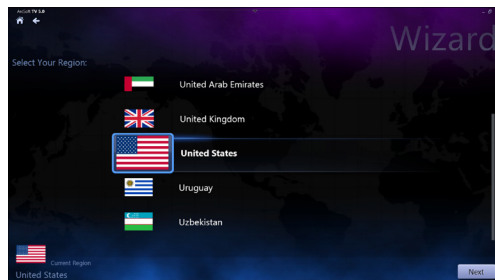 ArcSoft TV 5.0
Wizard
Select Your Region:
United Arab Emirates
United Kingdom
United States
Uruguay
Uzbekistan
Current Region
United States
Next